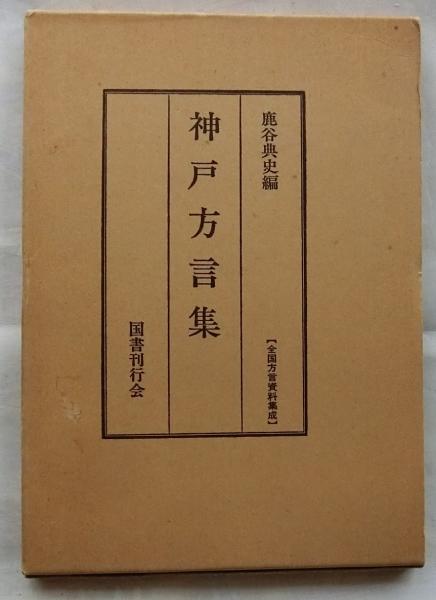 鹿谷典史編
【全国方言資料集成】
神戸方言集
国書刊行会